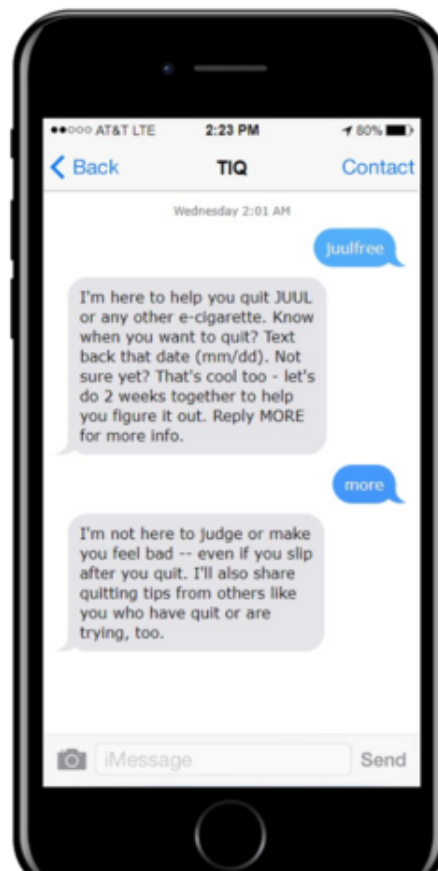 AT&T LTE 2:23 PM 80%
Back TIQ Contact
Wednesday 2:01 AM
juulfree
I'm here to help you quit JUUL
or any other e-cigarette. Know
when you want to quit? Text
back that date (mm/dd). Not
sure yet? That's cool too - let's
do 2 weeks together to help
you figure it out. Reply MORE
for more info.
more
I'm not here to judge or make
you feel bad -- even if you slip
after you quit. I'll also share
quitting tips from others like
you who have quit or are
trying, too.
iMessage Send